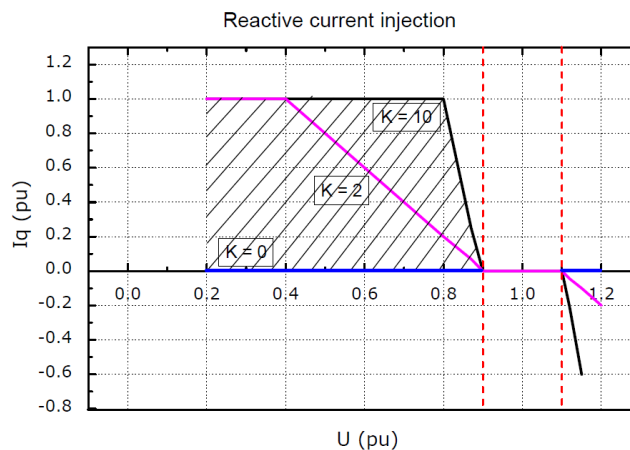 Reactive current injection
1.2
1.0
0.8
0.6
0.4
0.2
0.0
-0.2
-0.4
-0.6
-0.8
Iq (pu)
K = 10
K = 2
K = 0
0.0 0.2 0.4 0.6 0.8 1.0 1.2
U (pu)